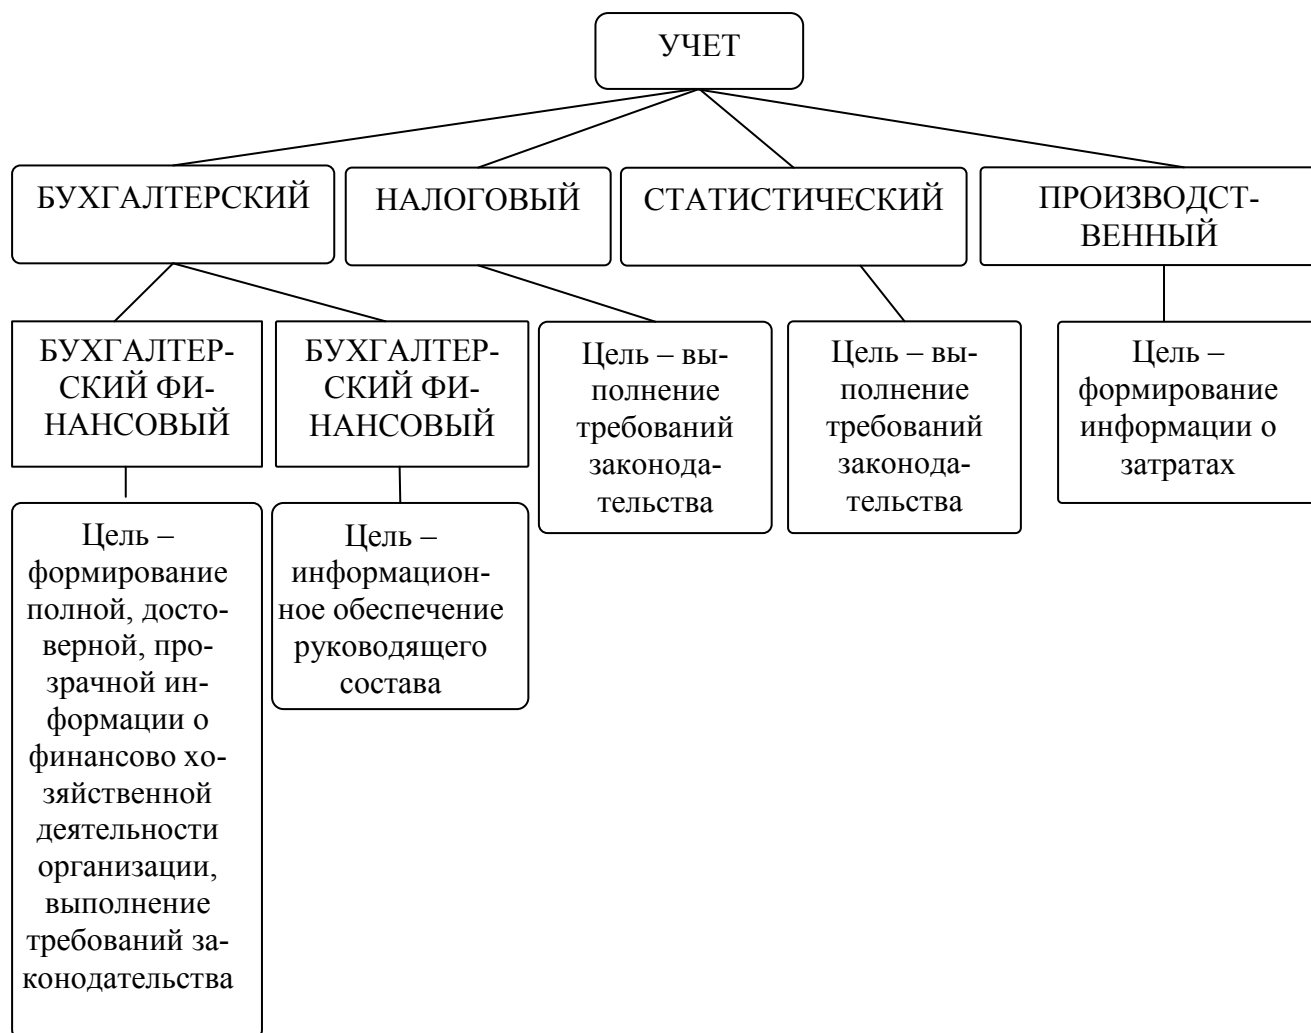 УЧЕТ
БУХГАЛТЕРСКИЙ
НАЛОГОВЫЙ
СТАТИСТИЧЕСКИЙ
ПРОИЗВОДСТ-
ВЕННЫЙ
БУХГАЛТЕР-
СКИЙ ФИ-
НАНСОВЫЙ
БУХГАЛТЕР-
СКИЙ ФИ-
НАНСОВЫЙ
Цель – вы-
полнение
требований
законода-
тельства
Цель – вы-
полнение
требований
законода-
тельства
Цель –
формирование
информации о
затратах
Цель –
формирование
полной, досто-
верной, про-
зрачной ин-
формации о
финансово хо-
зяйственной
деятельности
организации,
выполнение
требований за-
конодательства
Цель –
информацион-
ное обеспечение
руководящего
состава